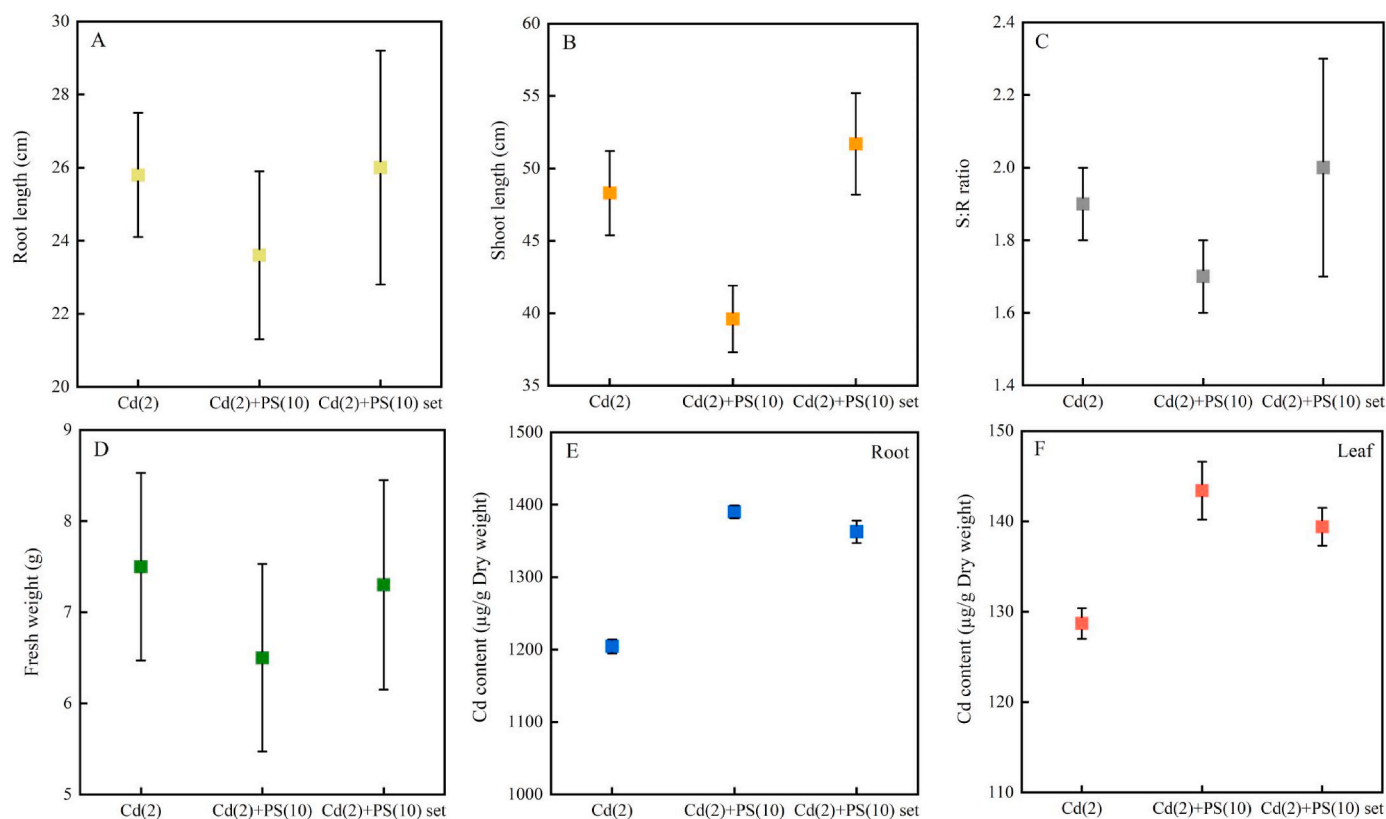 A
Root length (cm)
30
28
26
24
22
20
Cd(2)
Cd(2)+PS(10)
Cd(2)+PS(10) set
B
Shoot length (cm)
60
55
50
45
40
35
Cd(2)
Cd(2)+PS(10)
Cd(2)+PS(10) set
C
S:R ratio
2.4
2.2
2.0
1.8
1.6
1.4
Cd(2)
Cd(2)+PS(10)
Cd(2)+PS(10) set
D
Fresh weight (g)
9
8
7
6
5
Cd(2)
Cd(2)+PS(10)
Cd(2)+PS(10) set
E
Root
Cd content (μg/g Dry weight)
1500
1400
1300
1200
1100
1000
Cd(2)
Cd(2)+PS(10)
Cd(2)+PS(10) set
F
Leaf
Cd content (μg/g Dry weight)
150
140
130
120
110
Cd(2)
Cd(2)+PS(10)
Cd(2)+PS(10) set